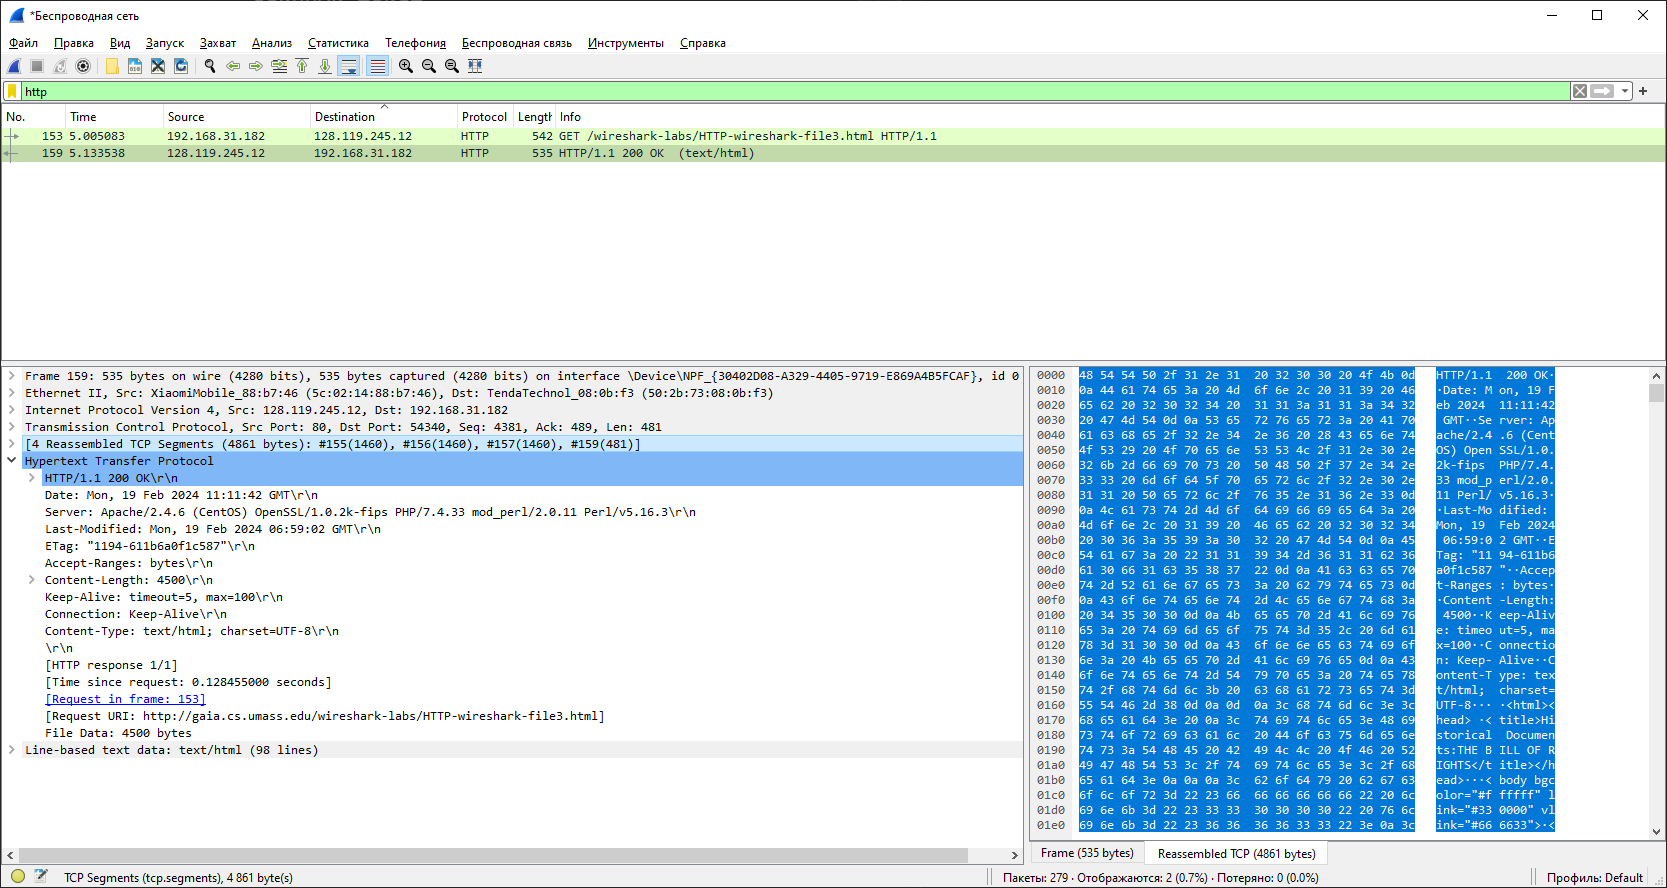 *Беспроводная сеть
Файл Правка Вид Запуск Захват Анализ Статистика Телефония Беспроводная связь Инструменты Справка
http
No. Time Source Destination Protocol Length Info
153 5.005083 192.168.31.182 128.119.245.12 HTTP 542 GET /wireshark-labs/HTTP-wireshark-file3.html HTTP/1.1
159 5.133538 128.119.245.12 192.168.31.182 HTTP 535 HTTP/1.1 200 OK  (text/html)
Frame 159: 535 bytes on wire (4280 bits), 535 bytes captured (4280 bits) on interface \Device\NPF_{30402D08-A329-4405-9719-E869A4B5FCAF}, id 0
Ethernet II, Src: XiaomiMobile_88:b7:46 (5c:02:14:88:b7:46), Dst: TendaTechnol_08:0b:f3 (50:2b:73:08:0b:f3)
Internet Protocol Version 4, Src: 128.119.245.12, Dst: 192.168.31.182
Transmission Control Protocol, Src Port: 80, Dst Port: 54340, Seq: 4381, Ack: 489, Len: 481
[4 Reassembled TCP Segments (4861 bytes): #155(1460), #156(1460), #157(1460), #159(481)]
Hypertext Transfer Protocol
HTTP/1.1 200 OK\r\n
Date: Mon, 19 Feb 2024 11:11:42 GMT\r\n
Server: Apache/2.4.6 (CentOS) OpenSSL/1.0.2k-fips PHP/7.4.33 mod_perl/2.0.11 Perl/v5.16.3\r\n
Last-Modified: Mon, 19 Feb 2024 06:59:02 GMT\r\n
ETag: "1194-611b6a0f1c587"\r\n
Accept-Ranges: bytes\r\n
Content-Length: 4500\r\n
Keep-Alive: timeout=5, max=100\r\n
Connection: Keep-Alive\r\n
Content-Type: text/html; charset=UTF-8\r\n
\r\n
[HTTP response 1/1]
[Time since request: 0.128455000 seconds]
[Request in frame: 153]
[Request URI: http://gaia.cs.umass.edu/wireshark-labs/HTTP-wireshark-file3.html]
File Data: 4500 bytes
Line-based text data: text/html (98 lines)
0000 48 54 54 50 2f 31 2e 31 20 32 30 30 20 4f 4b 0d HTTP/1.1 200 OK·
0010 0a 44 61 74 65 3a 20 4d 6f 6e 2c 20 31 39 20 46 ·Date: M on, 19 F
0020 65 62 20 32 30 32 34 20 31 31 3a 31 31 3a 34 32 eb 2024  11:11:42
0030 20 47 4d 54 0d 0a 53 65 72 76 65 72 3a 20 41 70  GMT··Se rver: Ap
0040 61 63 68 65 2f 32 2e 34 2e 36 20 28 43 65 6e 74 ache/2.4 .6 (Cent
0050 4f 53 29 20 4f 70 65 6e 53 53 4c 2f 31 2e 30 2e OS) Open SSL/1.0.
0060 32 6b 2d 66 69 70 73 20 50 48 50 2f 37 2e 34 2e 2k-fips  PHP/7.4.
0070 33 33 20 6d 6f 64 5f 70 65 72 6c 2f 32 2e 30 2e 33 mod_p erl/2.0.
0080 31 31 20 50 65 72 6c 2f 76 35 2e 31 36 2e 33 0d 11 Perl/ v5.16.3·
0090 0a 4c 61 73 74 2d 4d 6f 64 69 66 69 65 64 3a 20 ·Last-Mo dified:
00a0 4d 6f 6e 2c 20 31 39 20 46 65 62 20 32 30 32 34 Mon, 19  Feb 2024
00b0 20 30 36 3a 35 39 3a 30 32 20 47 4d 54 0d 0a 45  06:59:0 2 GMT··E
00c0 54 61 67 3a 20 22 31 31 39 34 2d 36 31 31 62 36 Tag: "11 94-611b6
00d0 61 30 66 31 63 35 38 37 22 0d 0a 41 63 63 65 70 a0f1c587 "··Accep
00e0 74 2d 52 61 6e 67 65 73 3a 20 62 79 74 65 73 0d t-Ranges : bytes·
00f0 0a 43 6f 6e 74 65 6e 74 2d 4c 65 6e 67 74 68 3a ·Content -Length:
0100 20 34 35 30 30 0d 0a 4b 65 65 70 2d 41 6c 69 76  4500··K eep-Aliv
0110 65 3a 20 74 69 6d 65 6f 75 74 3d 35 2c 20 6d 61 e: timeo ut=5, ma
0120 78 3d 31 30 30 0d 0a 43 6f 6e 6e 65 63 74 69 6f x=100··C onnectio
0130 6e 3a 20 4b 65 65 70 2d 41 6c 69 76 65 0d 0a 43 n: Keep- Alive··C
0140 6f 6e 74 65 6e 74 2d 54 79 70 65 3a 20 74 65 78 ontent-T ype: tex
0150 74 2f 68 74 6d 6c 3b 20 63 68 61 72 73 65 74 3d t/html;  charset=
0160 55 54 46 2d 38 0d 0a 0d 0a 3c 68 74 6d 6c 3e 3c UTF-8··· ·<html><
0170 68 65 61 64 3e 20 0a 3c 74 69 74 6c 65 3e 48 69 head> ·< title>Hi
0180 73 74 6f 72 69 63 61 6c 20 44 6f 63 75 6d 65 6e storical  Documen
0190 74 73 3a 54 48 45 20 42 49 4c 4c 20 4f 46 20 52 ts:THE B ILL OF R
01a0 49 47 48 54 53 3c 2f 74 69 74 6c 65 3e 3c 2f 68 IGHTS</t itle></h
01b0 65 61 64 3e 0a 0a 0a 3c 62 6f 64 79 20 62 67 63 ead>···< body bgc
01c0 6f 6c 6f 72 3d 22 23 66 66 66 66 66 66 22 20 6c olor="#f fffff" l
01d0 69 6e 6b 3d 22 23 33 33 30 30 30 30 22 20 76 6c ink="#33 0000" vl
01e0 69 6e 6b 3d 22 23 36 36 36 36 33 33 22 3e 0a 3c ink="#66 6633">·<
Frame (535 bytes) Reassembled TCP (4861 bytes)
TCP Segments (tcp.segments), 4 861 byte(s) Пакеты: 279 · Отображаются: 2 (0.7%) · Потеряно: 0 (0.0%) Профиль: Default